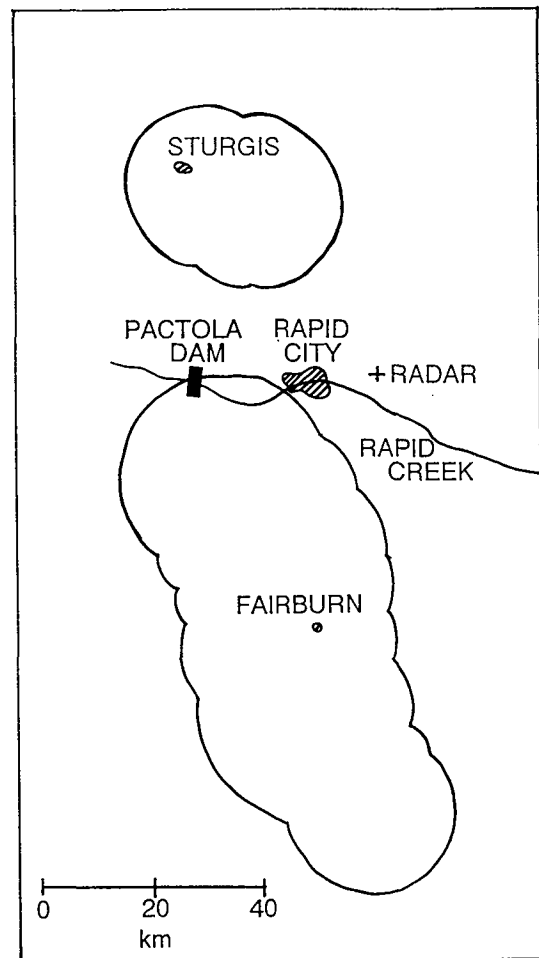 STURGIS
PACTOLA
DAM
RAPID
CITY
+RADAR
RAPID
CREEK
FAIRBURN
0 20 40
km